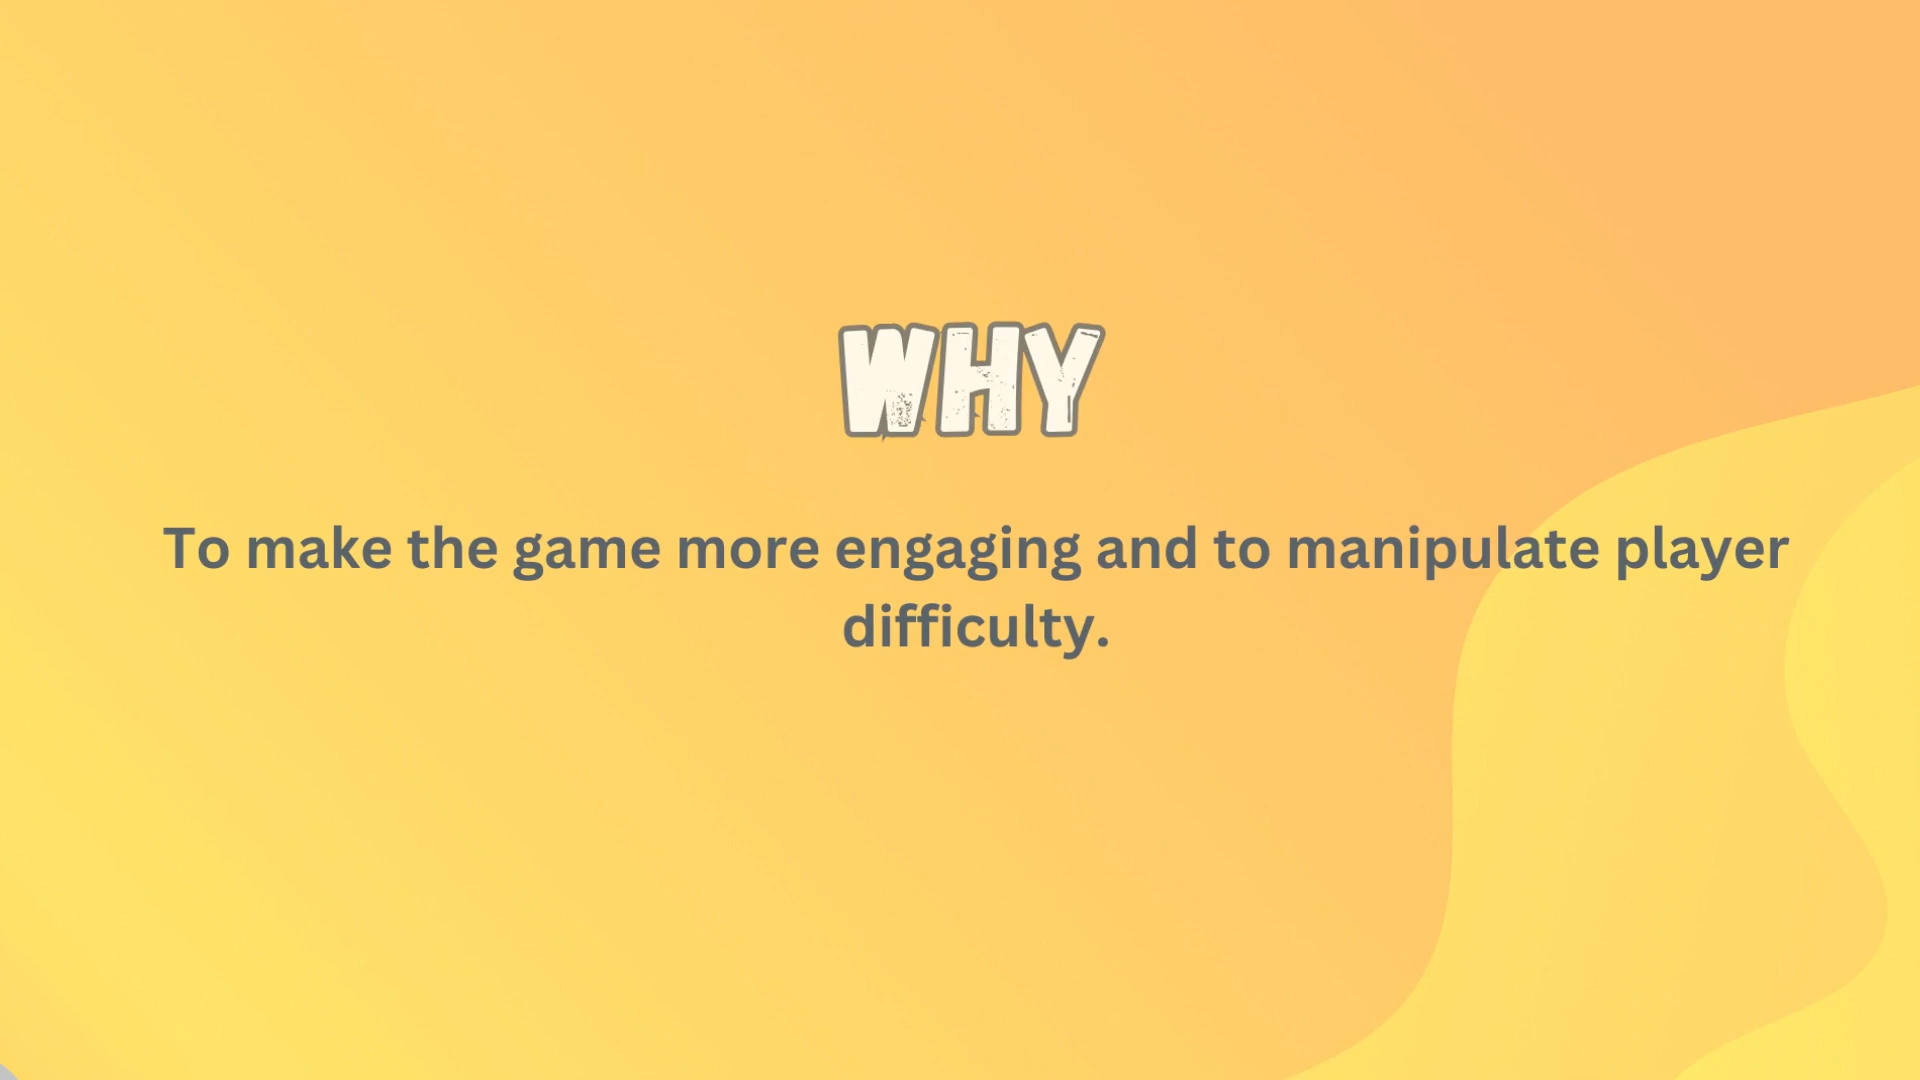 WHY
To make the game more engaging and to manipulate player
difficulty.